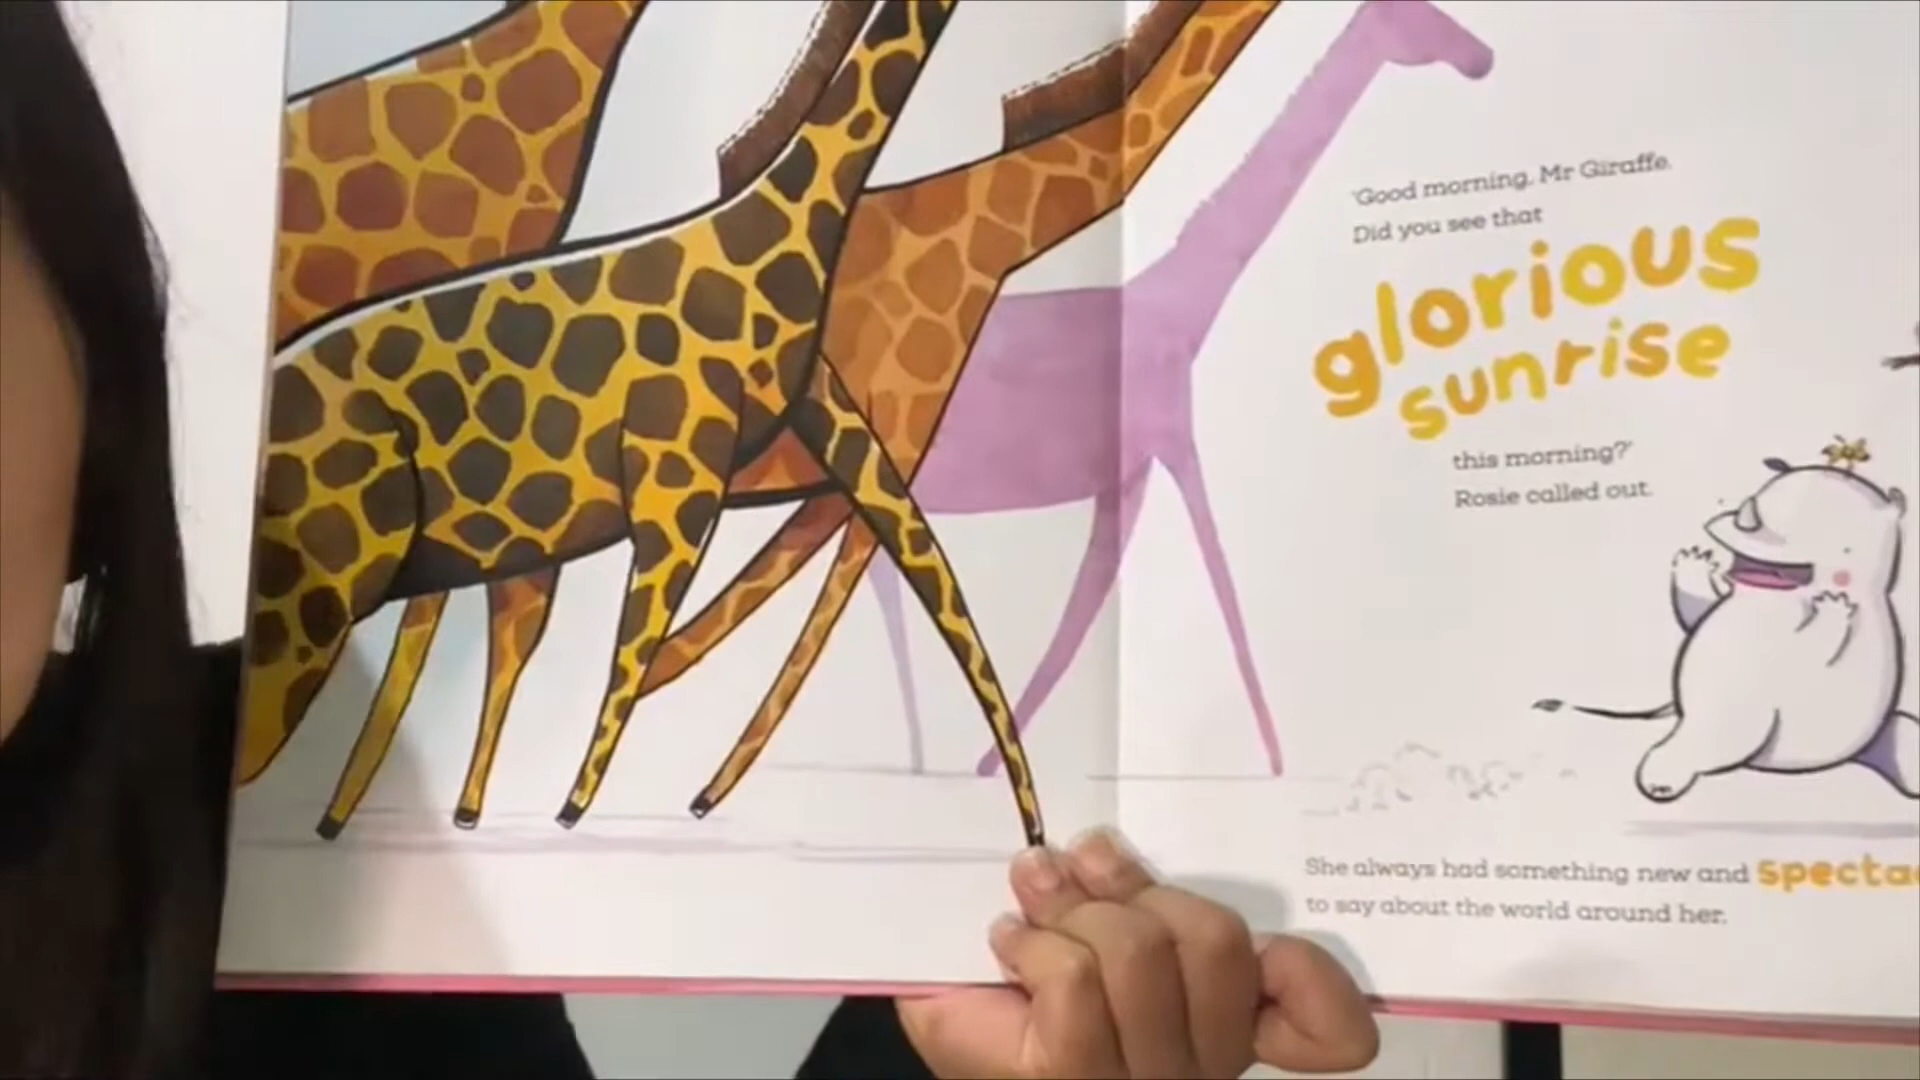 'Good morning, Mr Giraffe.
Did you see that
glorious
sunrise
this morning?'
Rosie called out.
She always had something new and
to say about the world around her.